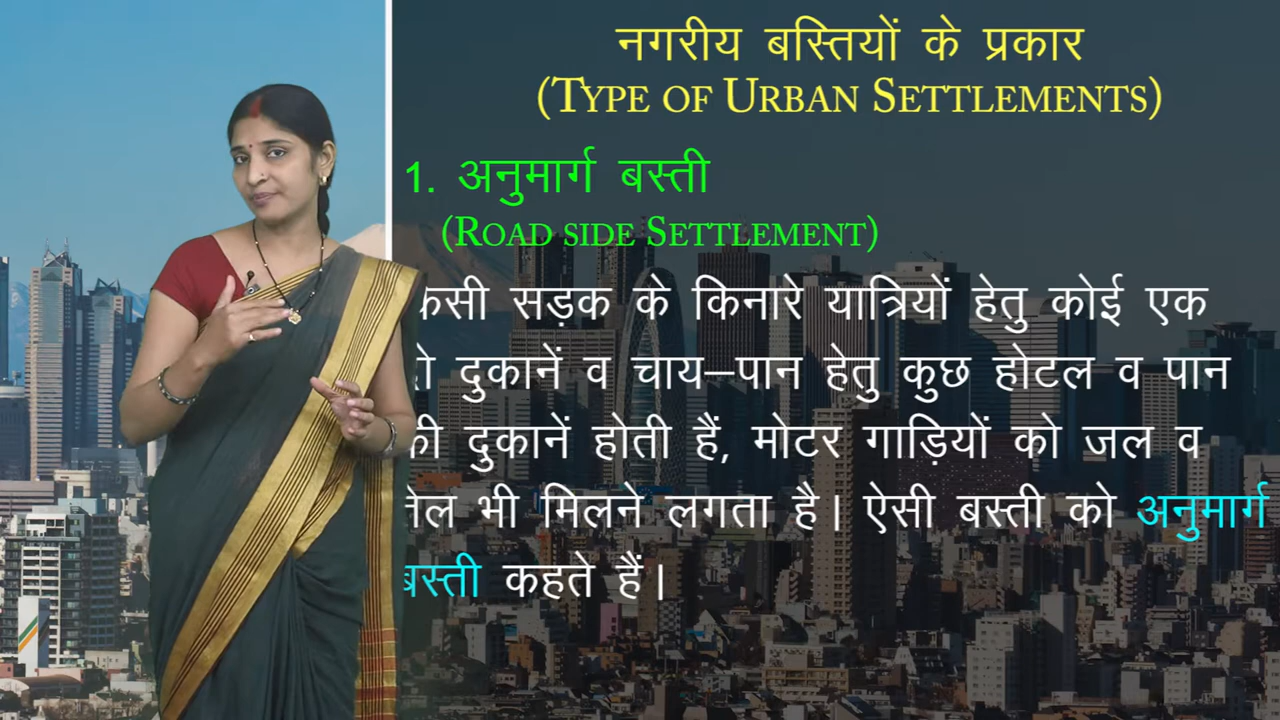 नगरीय बस्तियों के प्रकार
(TYPE OF URBAN SETTLEMENTS)
1. अनुमार्ग बस्ती
(ROAD SIDE SETTLEMENT)
सड़क के किनारे यात्रियों हेतु कोई एक
दुकानें व चाय–पान हेतु कुछ होटल व पान
की दुकानें होती हैं, मोटर गाड़ियों को जल व
तेल भी मिलने लगता है। ऐसी बस्ती को अनुमार्ग
बस्ती कहते हैं।